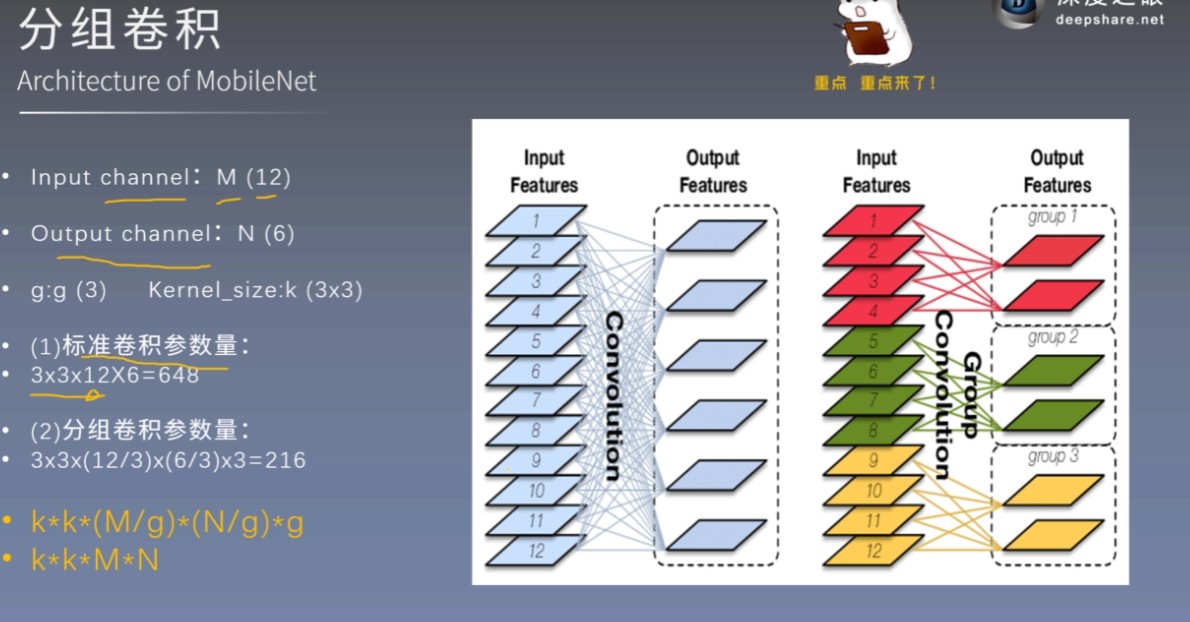 分组卷积
Architecture of MobileNet
deepshare.net
重点 重点来了！
• Input channel：M (12)
• Output channel：N (6)
• g:g (3) Kernel_size:k (3x3)
• (1)标准卷积参数量：
• 3x3x12X6=648
• (2)分组卷积参数量：
• 3x3x(12/3)x(6/3)x3=216
• k*k*(M/g)*(N/g)*g
• k*k*M*N
Input
Features
Output
Features
1
2
3
4
5
6
7
8
9
10
11
12
Convolution
Input
Features
Output
Features
1
2
3
4
5
6
7
8
9
10
11
12
Group
Convolution
group 1
group 2
group 3